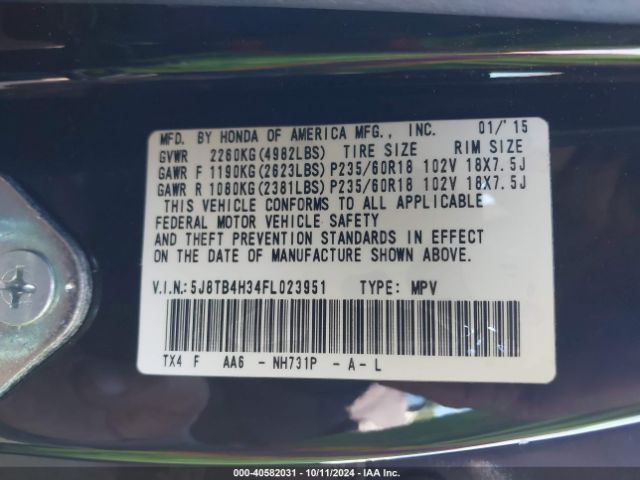 MFD. BY HONDA OF AMERICA MFG., INC. 01/'15
GVWR 2260KG(4982LBS) TIRE SIZE RIM SIZE
GAWR F 1190KG(2623LBS) P235/60R18 102V 18X7.5J
GAWR R 1080KG(2381LBS) P235/60R18 102V 18X7.5J
THIS VEHICLE CONFORMS TO ALL APPLICABLE
FEDERAL MOTOR VEHICLE SAFETY
AND THEFT PREVENTION STANDARDS IN EFFECT
ON THE DATE OF MANUFACTURE SHOWN ABOVE.
V.I.N.:5J8TB4H34FL023951 TYPE: MPV
TX4 F AA6 - NH731P - A - L
000-40582031 - 10/11/2024 - IAA Inc.